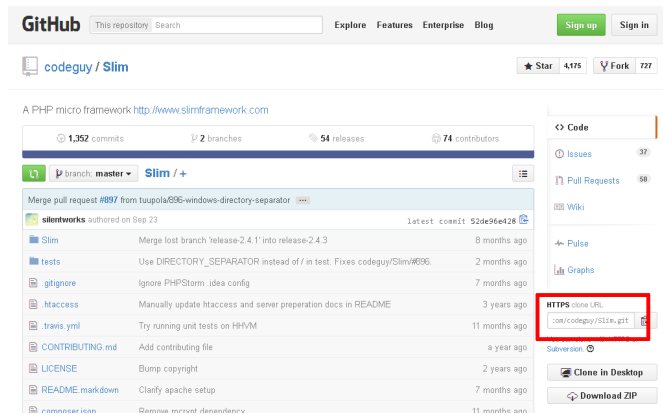 GitHub This repository Search Explore Features Enterprise Blog Sign up Sign in
codeguy / Slim Star 4,175 Fork 727
A PHP micro framework http://www.slimframework.com
1,352 commits 2 branches 54 releases 74 contributors
<> Code
Issues 37
branch: master Slim / +
Pull Requests 58
Merge pull request #897 from tuupola/896-windows-directory-separator ...
Wiki
silentworks authored on Sep 23 latest commit 52de96e428
Slim Merge lost branch 'release-2.4.1' into release-2.4.3 8 months ago
Pulse
tests Use DIRECTORY_SEPARATOR instead of / in test. Fixes codeguy/Slim/#896. 2 months ago
Graphs
.gitignore Ignore PHPStorm .idea config 7 months ago
.htaccess Manually update htaccess and server preperation docs in README 3 years ago
HTTPS clone URL
.travis.yml Try running unit tests on HHVM 11 months ago
:om/codeguy/Slim.git
CONTRIBUTING.md Add contributing file a year ago
Subversion.
LICENSE Bump copyright 2 years ago
Clone in Desktop
README.markdown Clarify apache setup 7 months ago
Download ZIP
composer.json Remove mcrypt dependency 11 months ago